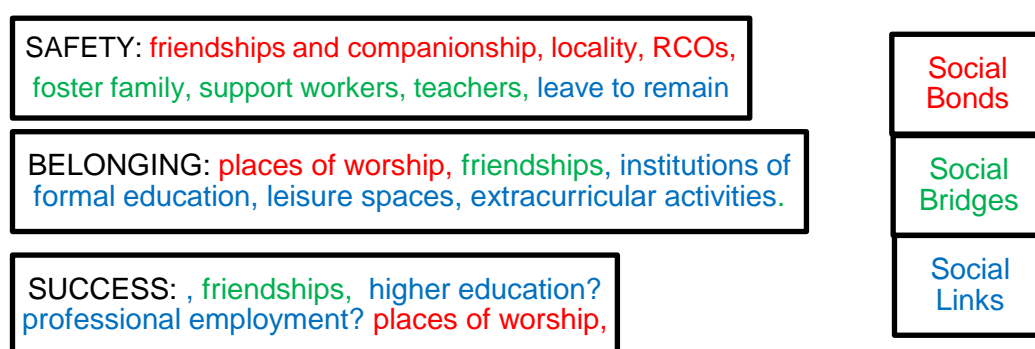 SAFETY: friendships and companionship, locality, RCOs,
foster family, support workers, teachers, leave to remain
BELONGING: places of worship, friendships, institutions of
formal education, leisure spaces, extracurricular activities.
SUCCESS: , friendships, higher education?
professional employment? places of worship,
Social
Bonds
Social
Bridges
Social
Links